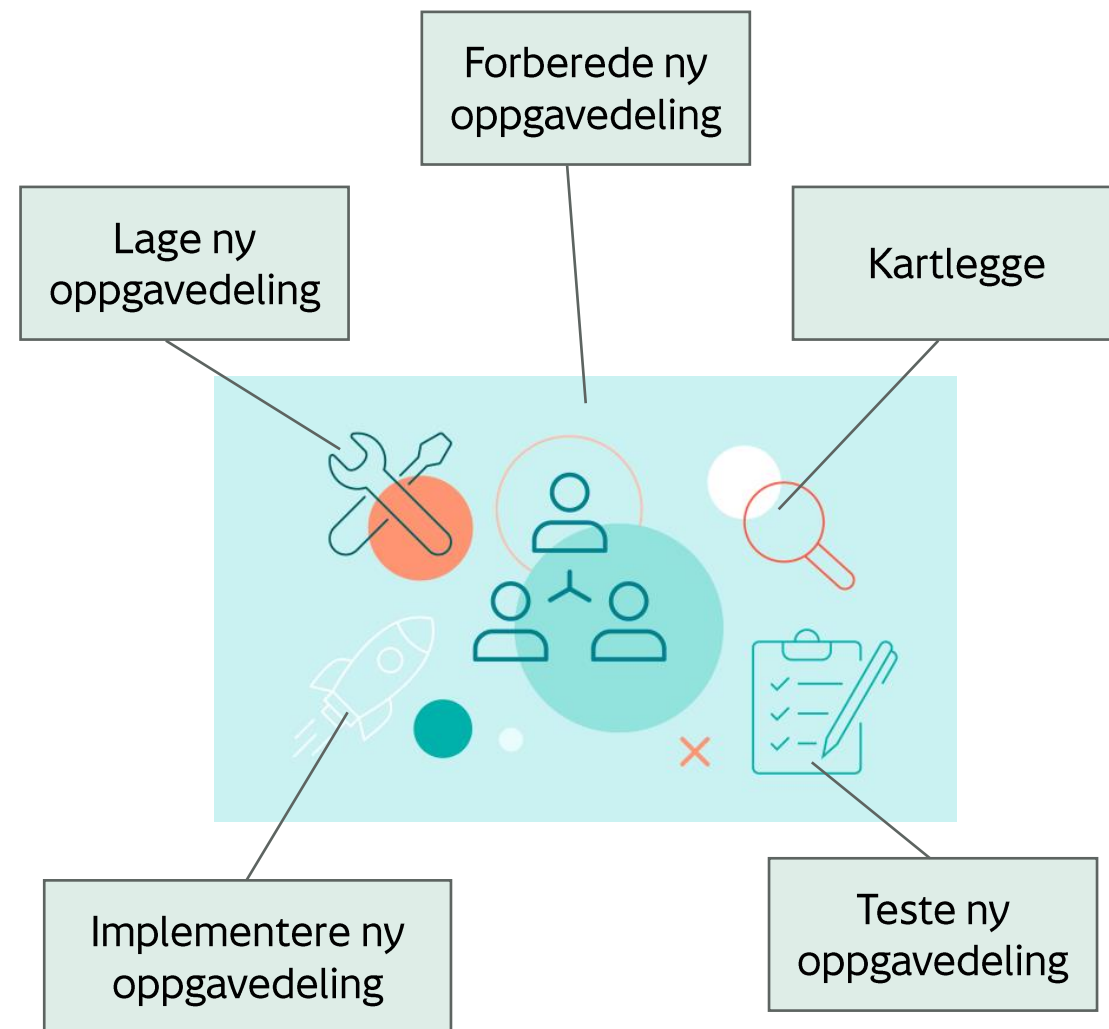 Forberede ny
oppgavedeling
Lage ny
oppgavedeling
Kartlegge
Implementere ny
oppgavedeling
Teste ny
oppgavedeling